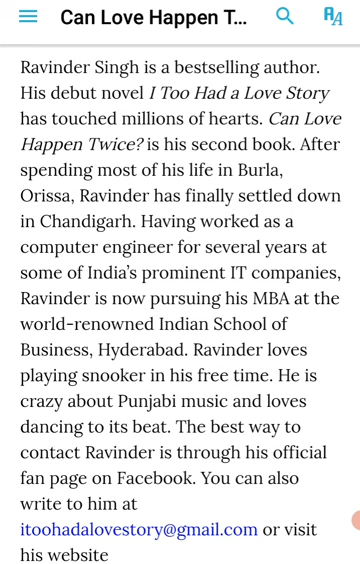 Can Love Happen T...
AA
Ravinder Singh is a bestselling author.
His debut novel I Too Had a Love Story
has touched millions of hearts. Can Love
Happen Twice? is his second book. After
spending most of his life in Burla,
Orissa, Ravinder has finally settled down
in Chandigarh. Having worked as a
computer engineer for several years at
some of India’s prominent IT companies,
Ravinder is now pursuing his MBA at the
world-renowned Indian School of
Business, Hyderabad. Ravinder loves
playing snooker in his free time. He is
crazy about Punjabi music and loves
dancing to its beat. The best way to
contact Ravinder is through his official
fan page on Facebook. You can also
write to him at
itoohadalovestory@gmail.com or visit
his website